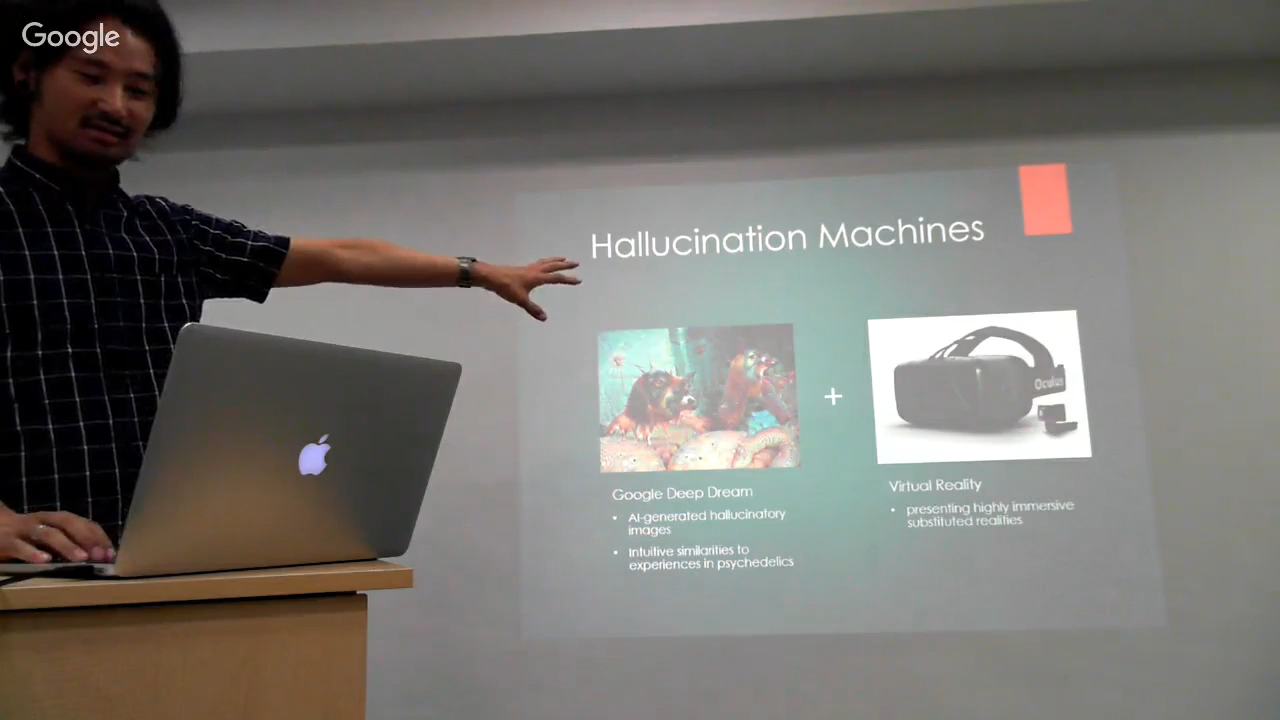 Google
Hallucination Machines
Oculus
+
Google Deep Dream
• AI-generated hallucinatory
images
• Intuitive similarities to
experiences in psychedelics
Virtual Reality
• presenting highly immersive
substituted realities